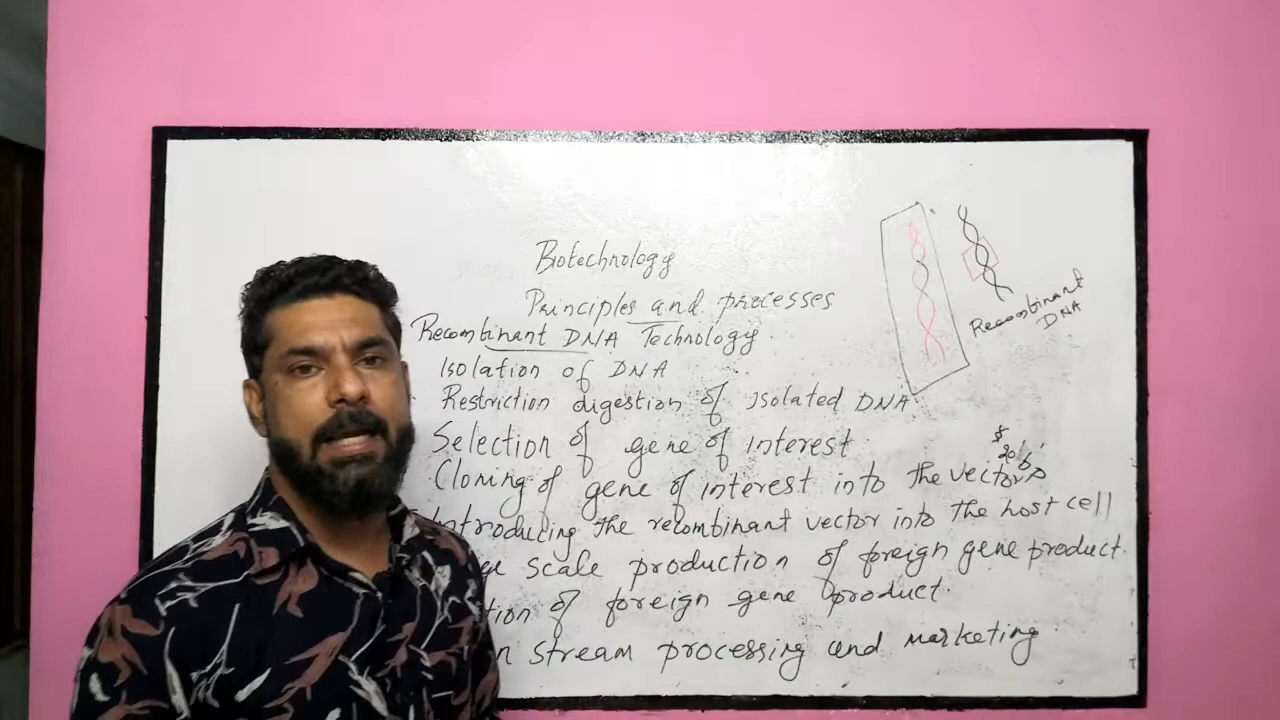 Biotechnology
Principles and processes
Recombinant DNA Technology.
Isolation of DNA
Restriction digestion of isolated DNA
Selection of gene of interest.
Cloning of gene of interest into the vector
Introducing the recombinant vector into the host cell
scale production of foreign gene product.
of foreign gene product.
stream processing and marketing.
Recombinant
DNA